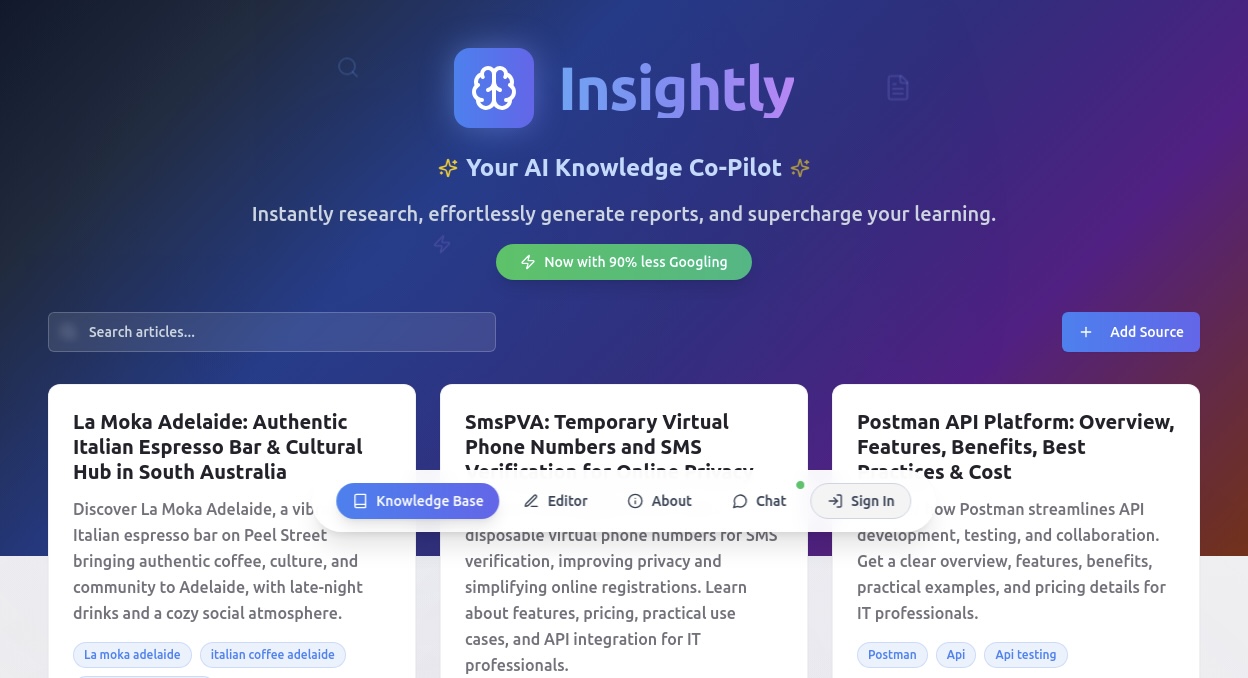 Insightly
Your AI Knowledge Co-Pilot
Instantly research, effortlessly generate reports, and supercharge your learning.
Now with 90% less Googling
Search articles...
Add Source
La Moka Adelaide: Authentic
Italian Espresso Bar & Cultural
Hub in South Australia
Discover La Moka Adelaide, a vib
Italian espresso bar on Peel Street
bringing authentic coffee, culture, and
community to Adelaide, with late-night
drinks and a cozy social atmosphere.
La moka adelaide
italian coffee adelaide
SmsPVA: Temporary Virtual
Phone Numbers and SMS
Verification for Online Privacy
disposable virtual phone numbers for SMS
verification, improving privacy and
simplifying online registrations. Learn
about features, pricing, practical use
cases, and API integration for IT
professionals.
Postman API Platform: Overview,
Features, Benefits, Best
Practices & Cost
ow Postman streamlines API
development, testing, and collaboration.
Get a clear overview, features, benefits,
practical examples, and pricing details for
IT professionals.
Postman
Api
Api testing
Knowledge Base
Editor
About
Chat
Sign In